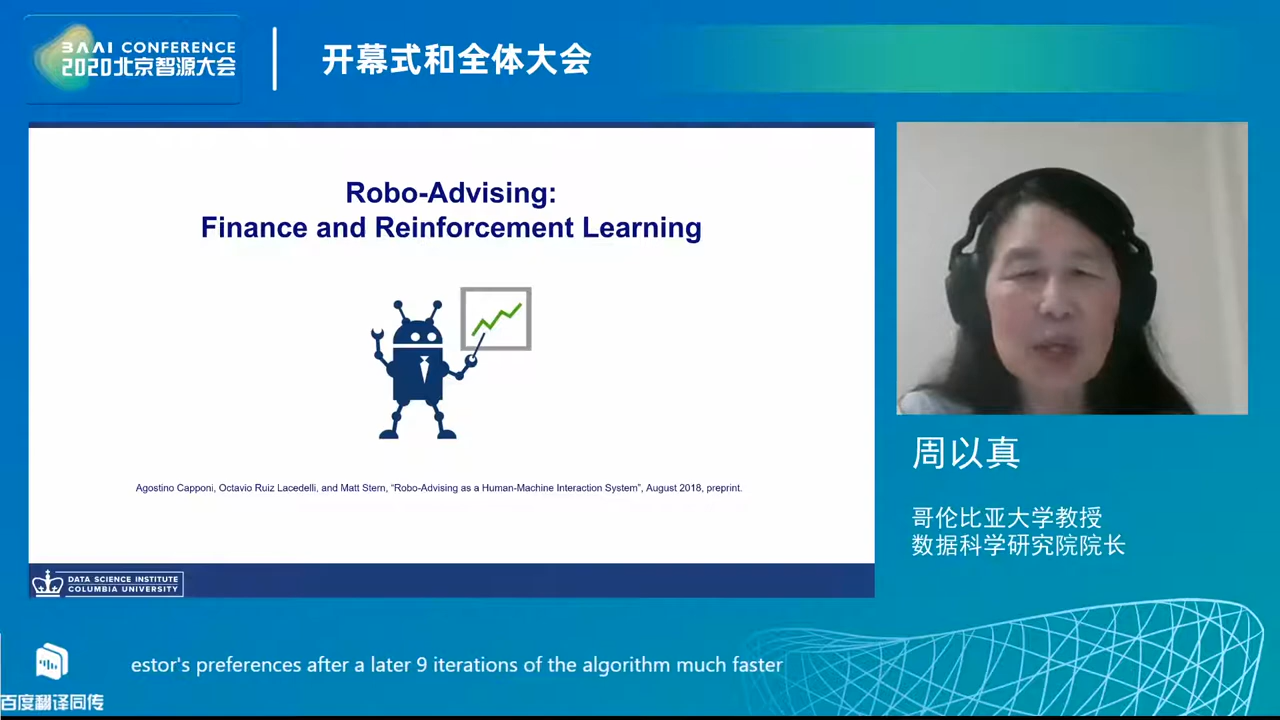 BAAI CONFERENCE
2020北京智源大会
开幕式和全体大会
Robo-Advising:
Finance and Reinforcement Learning
Agostino Capponi, Octavio Ruiz Lacedelli, and Matt Stern, “Robo-Advising as a Human-Machine Interaction System”, August 2018, preprint.
DATA SCIENCE INSTITUTE
COLUMBIA UNIVERSITY
周以真
哥伦比亚大学教授
数据科学研究院院长
estor's preferences after a later 9 iterations of the algorithm much faster
百度翻译同传